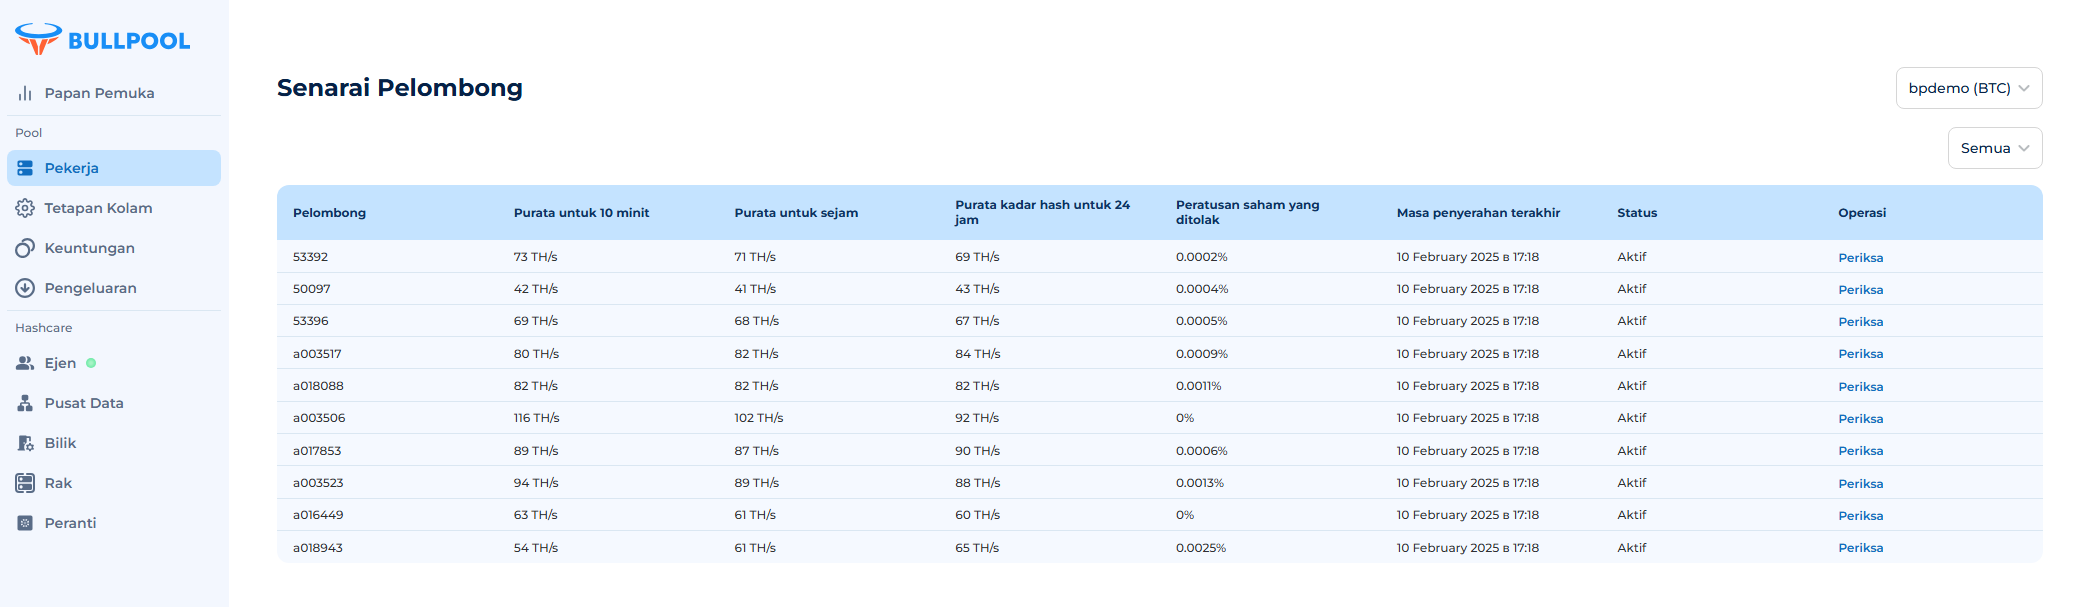 BULLPOOL
Papan Pemuka
Pool
Pekerja
Tetapan Kolam
Keuntungan
Pengeluaran
Hashcare
Ejen
Pusat Data
Bilik
Rak
Peranti
Senarai Pelombong
bpdemo (BTC)
Semua
Pelombong Purata untuk 10 minit Purata untuk sejam Purata kadar hash untuk 24 jam Peratusan saham yang ditolak Masa penyerahan terakhir Status Operasi
53392 73 TH/s 71 TH/s 69 TH/s 0.0002% 10 February 2025 в 17:18 Aktif Periksa
50097 42 TH/s 41 TH/s 43 TH/s 0.0004% 10 February 2025 в 17:18 Aktif Periksa
53396 69 TH/s 68 TH/s 67 TH/s 0.0005% 10 February 2025 в 17:18 Aktif Periksa
a003517 80 TH/s 82 TH/s 84 TH/s 0.0009% 10 February 2025 в 17:18 Aktif Periksa
a018088 82 TH/s 82 TH/s 82 TH/s 0.0011% 10 February 2025 в 17:18 Aktif Periksa
a003506 116 TH/s 102 TH/s 92 TH/s 0% 10 February 2025 в 17:18 Aktif Periksa
a017853 89 TH/s 87 TH/s 90 TH/s 0.0006% 10 February 2025 в 17:18 Aktif Periksa
a003523 94 TH/s 89 TH/s 88 TH/s 0.0013% 10 February 2025 в 17:18 Aktif Periksa
a016449 63 TH/s 61 TH/s 60 TH/s 0% 10 February 2025 в 17:18 Aktif Periksa
a018943 54 TH/s 61 TH/s 65 TH/s 0.0025% 10 February 2025 в 17:18 Aktif Periksa